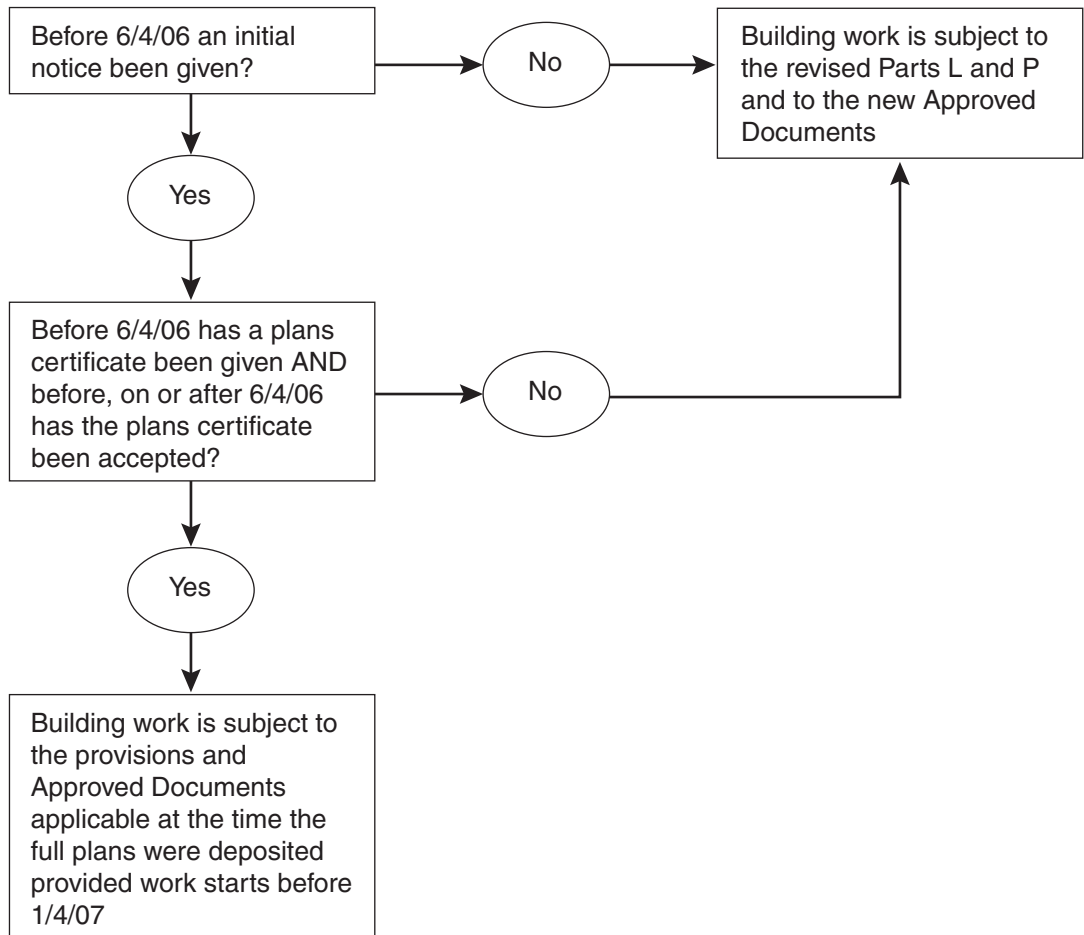 Before 6/4/06 an initial
notice been given?
No
Building work is subject to
the revised Parts L and P
and to the new Approved
Documents
Yes
Before 6/4/06 has a plans
certificate been given AND
before, on or after 6/4/06
has the plans certificate
been accepted?
No
Yes
Building work is subject to
the provisions and
Approved Documents
applicable at the time the
full plans were deposited
provided work starts before
1/4/07